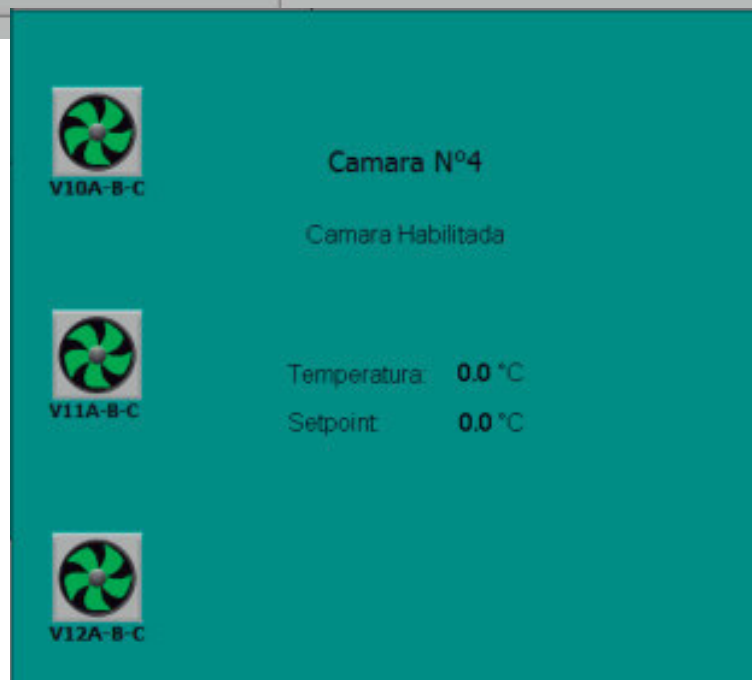 V10A-B-C
Camara Nº4
Camara Habilitada
V11A-B-C
Temperatura: 0.0 °C
Setpoint: 0.0 °C
V12A-B-C